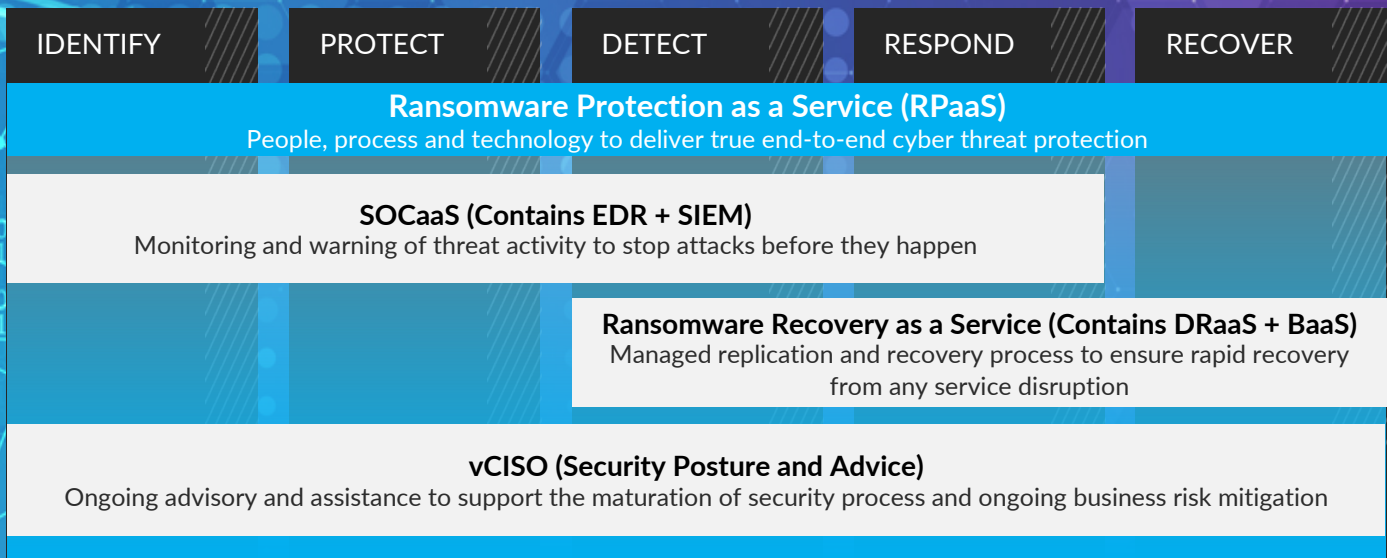 IDENTIFY
PROTECT
DETECT
RESPOND
RECOVER
Ransomware Protection as a Service (RPaaS)
People, process and technology to deliver true end-to-end cyber threat protection
SOCaaS (Contains EDR + SIEM)
Monitoring and warning of threat activity to stop attacks before they happen
Ransomware Recovery as a Service (Contains DRaaS + BaaS)
Managed replication and recovery process to ensure rapid recovery
from any service disruption
vCISO (Security Posture and Advice)
Ongoing advisory and assistance to support the maturation of security process and ongoing business risk mitigation